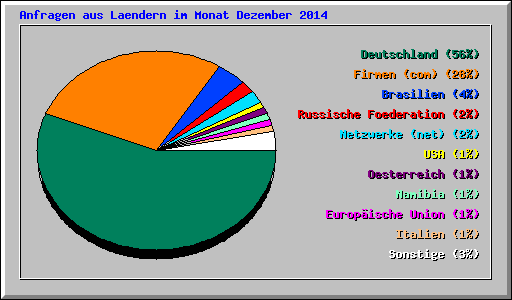 Anfragen aus Laendern im Monat Dezember 2014
Deutschland (56%)
Firmen (com) (28%)
Brasilien (4%)
Russische Foederation (2%)
Netzwerke (net) (2%)
USA (1%)
Oesterreich (1%)
Namibia (1%)
Europäische Union (1%)
Italien (1%)
Sonstige (3%)